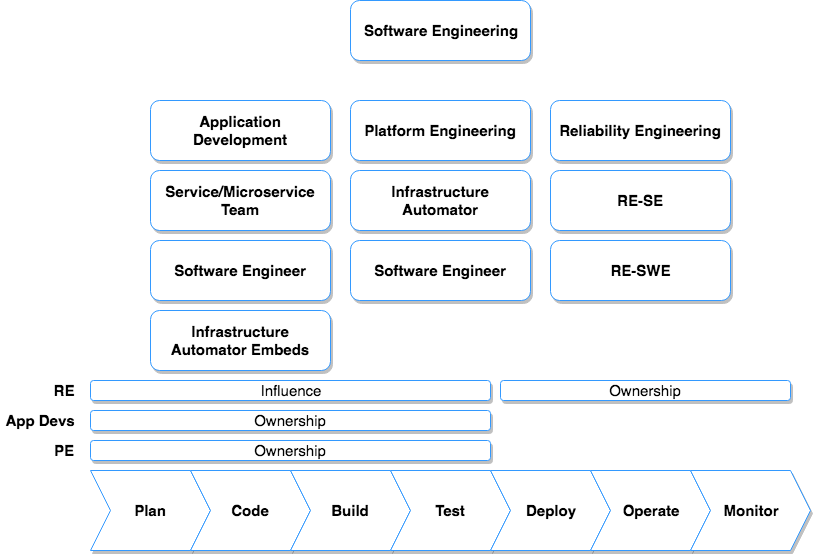 Software Engineering
Application
Development
Platform Engineering
Reliability Engineering
Service/Microservice
Team
Infrastructure
Automator
RE-SE
Software Engineer
Software Engineer
RE-SWE
Infrastructure
Automator Embeds
RE
Influence
Ownership
App Devs
Ownership
PE
Ownership
Plan
Code
Build
Test
Deploy
Operate
Monitor